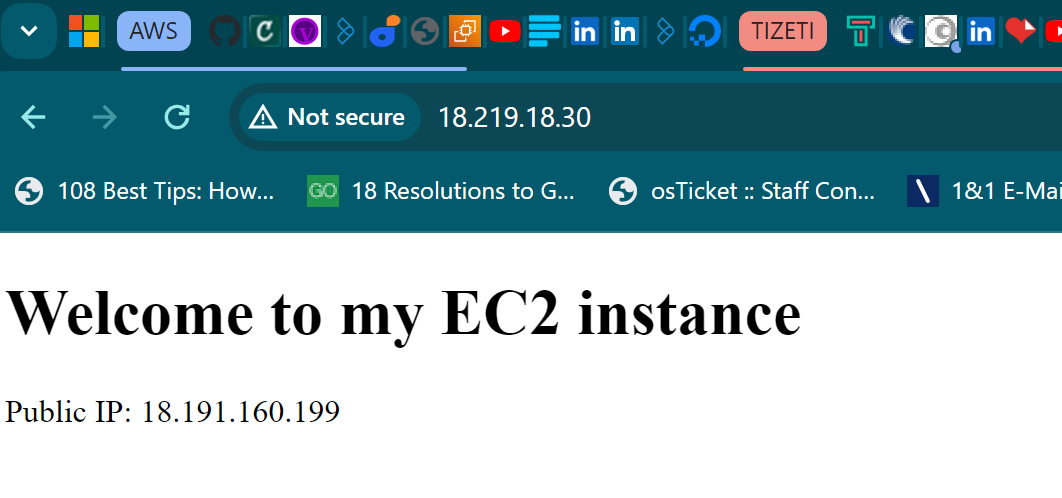 AWS
TIZETI
Not secure 18.219.18.30
108 Best Tips: How... GO 18 Resolutions to G... osTicket :: Staff Con... 1&1 E-Mai
Welcome to my EC2 instance
Public IP: 18.191.160.199